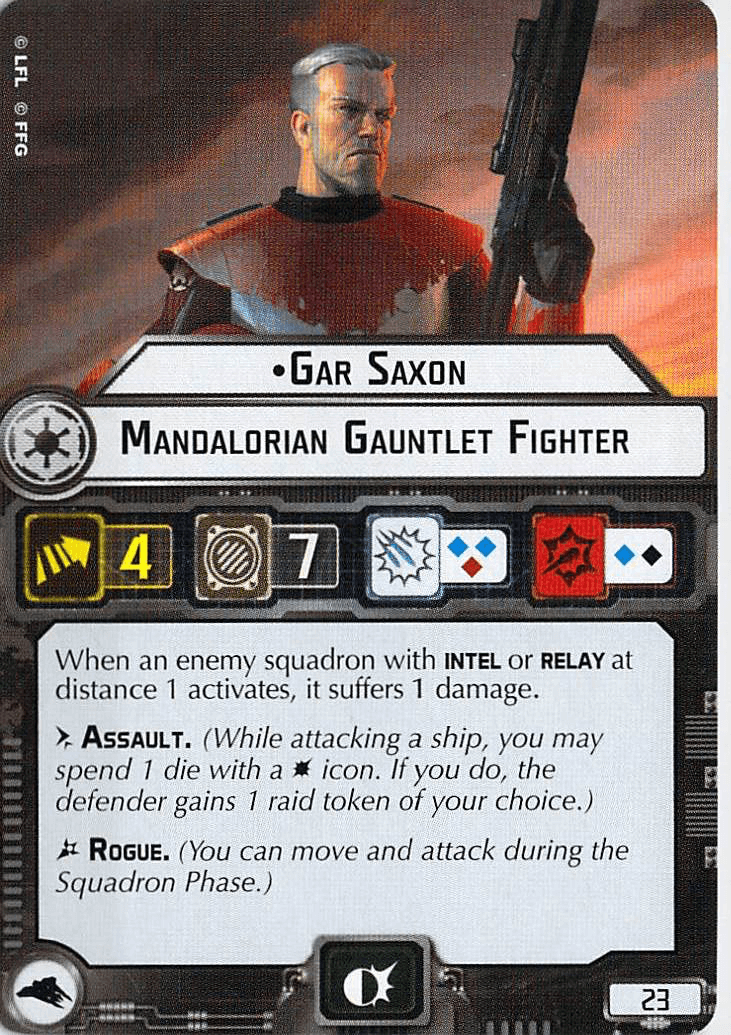 © LFL © FFG
•Gar Saxon
Mandalorian Gauntlet Fighter
4 7
When an enemy squadron with INTEL or RELAY at
distance 1 activates, it suffers 1 damage.
Assault. (While attacking a ship, you may
spend 1 die with a icon. If you do, the
defender gains 1 raid token of your choice.)
Rogue. (You can move and attack during the
Squadron Phase.)
23